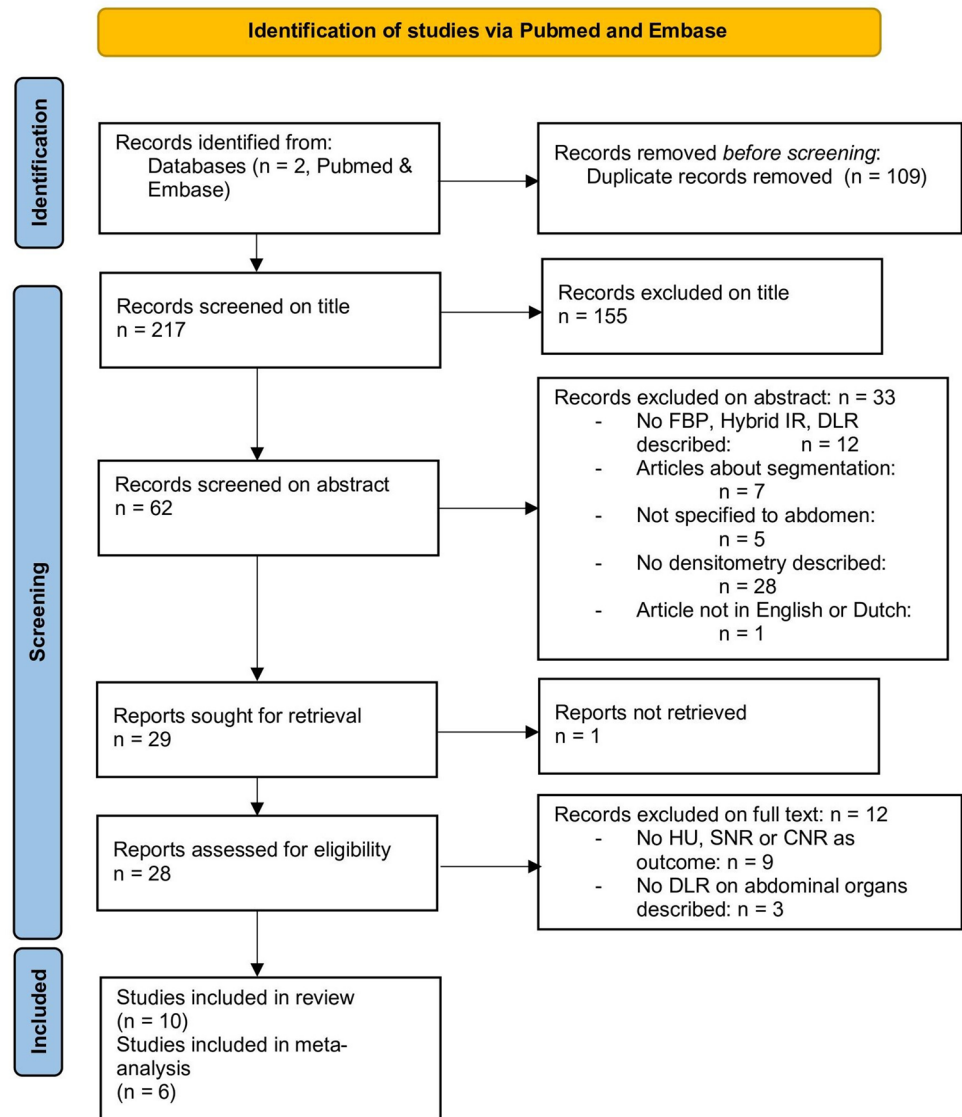 Identification of studies via Pubmed and Embase
Identification
Records identified from:
Databases (n = 2, Pubmed &
Embase)
Records removed before screening:
Duplicate records removed (n = 109)
Screening
Records screened on title
n = 217
Records excluded on title
n = 155
Records screened on abstract
n = 62
Records excluded on abstract: n = 33
- No FBP, Hybrid IR, DLR
described: n = 12
- Articles about segmentation:
n = 7
- Not specified to abdomen:
n = 5
- No densitometry described:
n = 28
- Article not in English or Dutch:
n = 1
Reports sought for retrieval
n = 29
Reports not retrieved
n = 1
Reports assessed for eligibility
n = 28
Records excluded on full text: n = 12
- No HU, SNR or CNR as
outcome: n = 9
- No DLR on abdominal organs
described: n = 3
Included
Studies included in review
(n = 10)
Studies included in meta-
analysis
(n = 6)